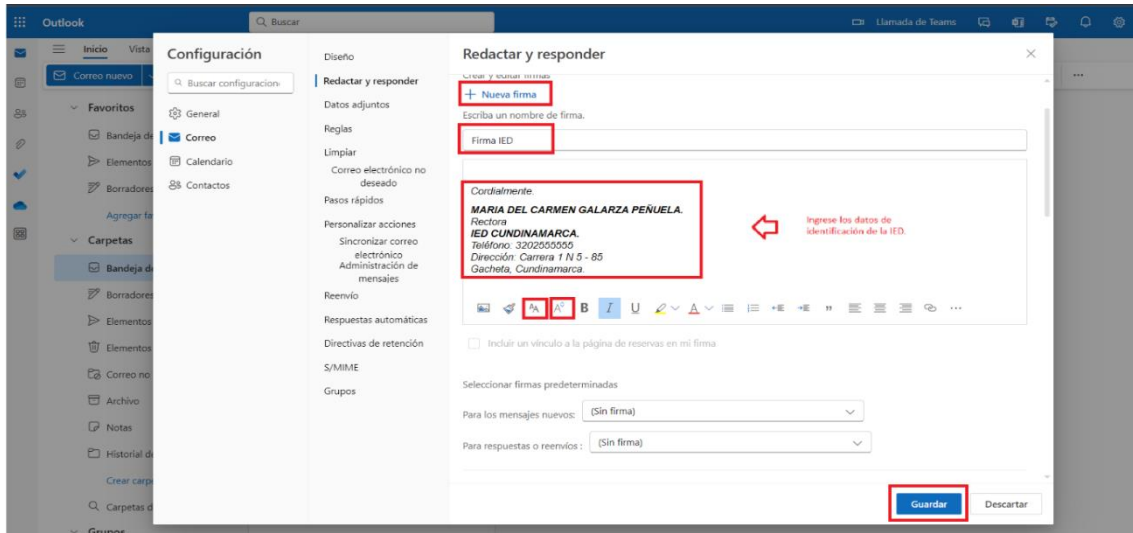 Outlook
Buscar
Llamada de Teams
Inicio Vista
Correo nuevo
Favoritos
Bandeja de
Elementos
Borradores
Agregar fa
Carpetas
Bandeja de
Borradores
Elementos
Elementos
Correo no
Archivo
Notas
Historial de
Crear carpe
Carpetas d
Grupos
Configuración
Buscar configuracion
General
Correo
Calendario
Contactos
Diseño
Redactar y responder
Datos adjuntos
Reglas
Limpiar
Correo electrónico no
deseado
Pasos rápidos
Personalizar acciones
Sincronizar correo
electrónico
Administración de
mensajes
Reenvío
Respuestas automáticas
Directivas de retención
S/MIME
Grupos
Redactar y responder
Crear y editar firmas
+ Nueva firma
Escriba un nombre de firma.
Firma IED
Cordialmente.
MARIA DEL CARMEN GALARZA PEÑUELA.
Rectora
IED CUNDINAMARCA.
Teléfono: 3202555555
Dirección: Carrera 1 N 5 - 85
Gacheta, Cundinamarca.
Ingrese los datos de
identificación de la IED.
Incluir un vínculo a la página de reservas en mi firma
Seleccionar firmas predeterminadas
Para los mensajes nuevos: (Sin firma)
Para respuestas o reenvíos : (Sin firma)
Guardar Descartar